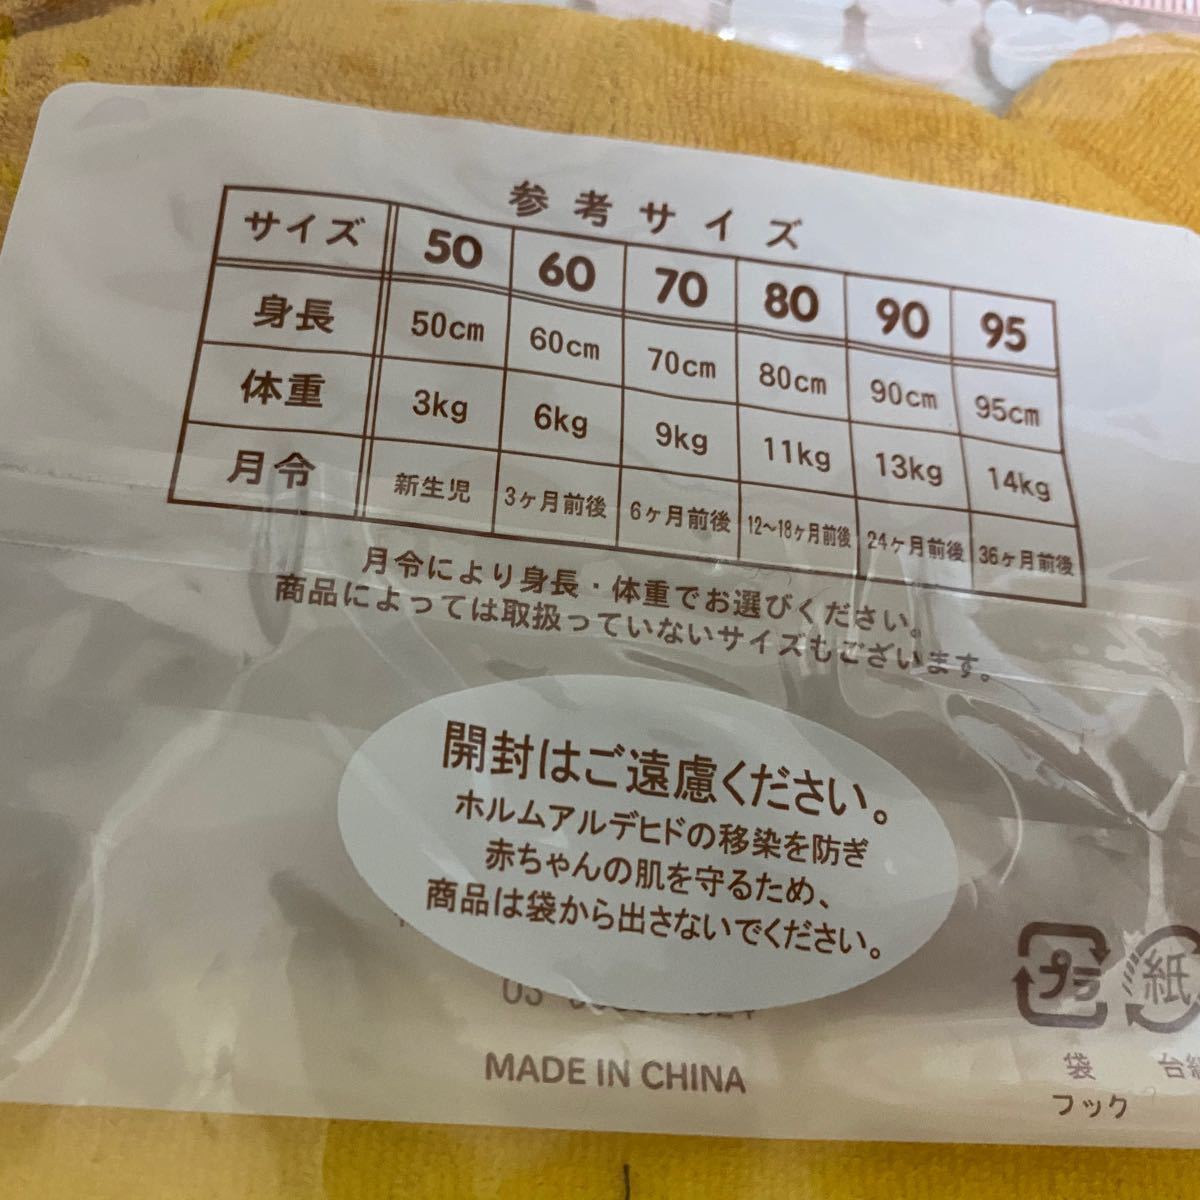 参考サイズ
サイズ 50 60 70 80 90 95
身長 50cm 60cm 70cm 80cm 90cm 95cm
体重 3kg 6kg 9kg 11kg 13kg 14kg
月令 新生児 3ヶ月前後 6ヶ月前後 12〜18ヶ月前後 24ヶ月前後 36ヶ月前後
月令により身長・体重でお選びください。
商品によっては取扱っていないサイズもございます。
開封はご遠慮ください。
ホルムアルデヒドの移染を防ぎ
赤ちゃんの肌を守るため、
商品は袋から出さないでください。
MADE IN CHINA
プラ 紙
袋 台紙
フック